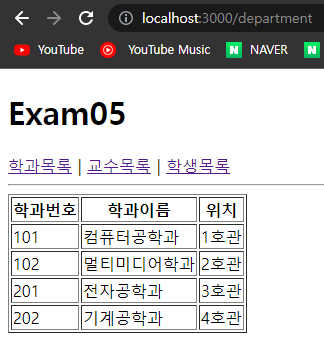 localhost:3000/department
YouTube YouTube Music NAVER
Exam05
학과목록 | 교수목록 | 학생목록
학과번호 학과이름 위치
101 컴퓨터공학과 1호관
102 멀티미디어학과 2호관
201 전자공학과 3호관
202 기계공학과 4호관